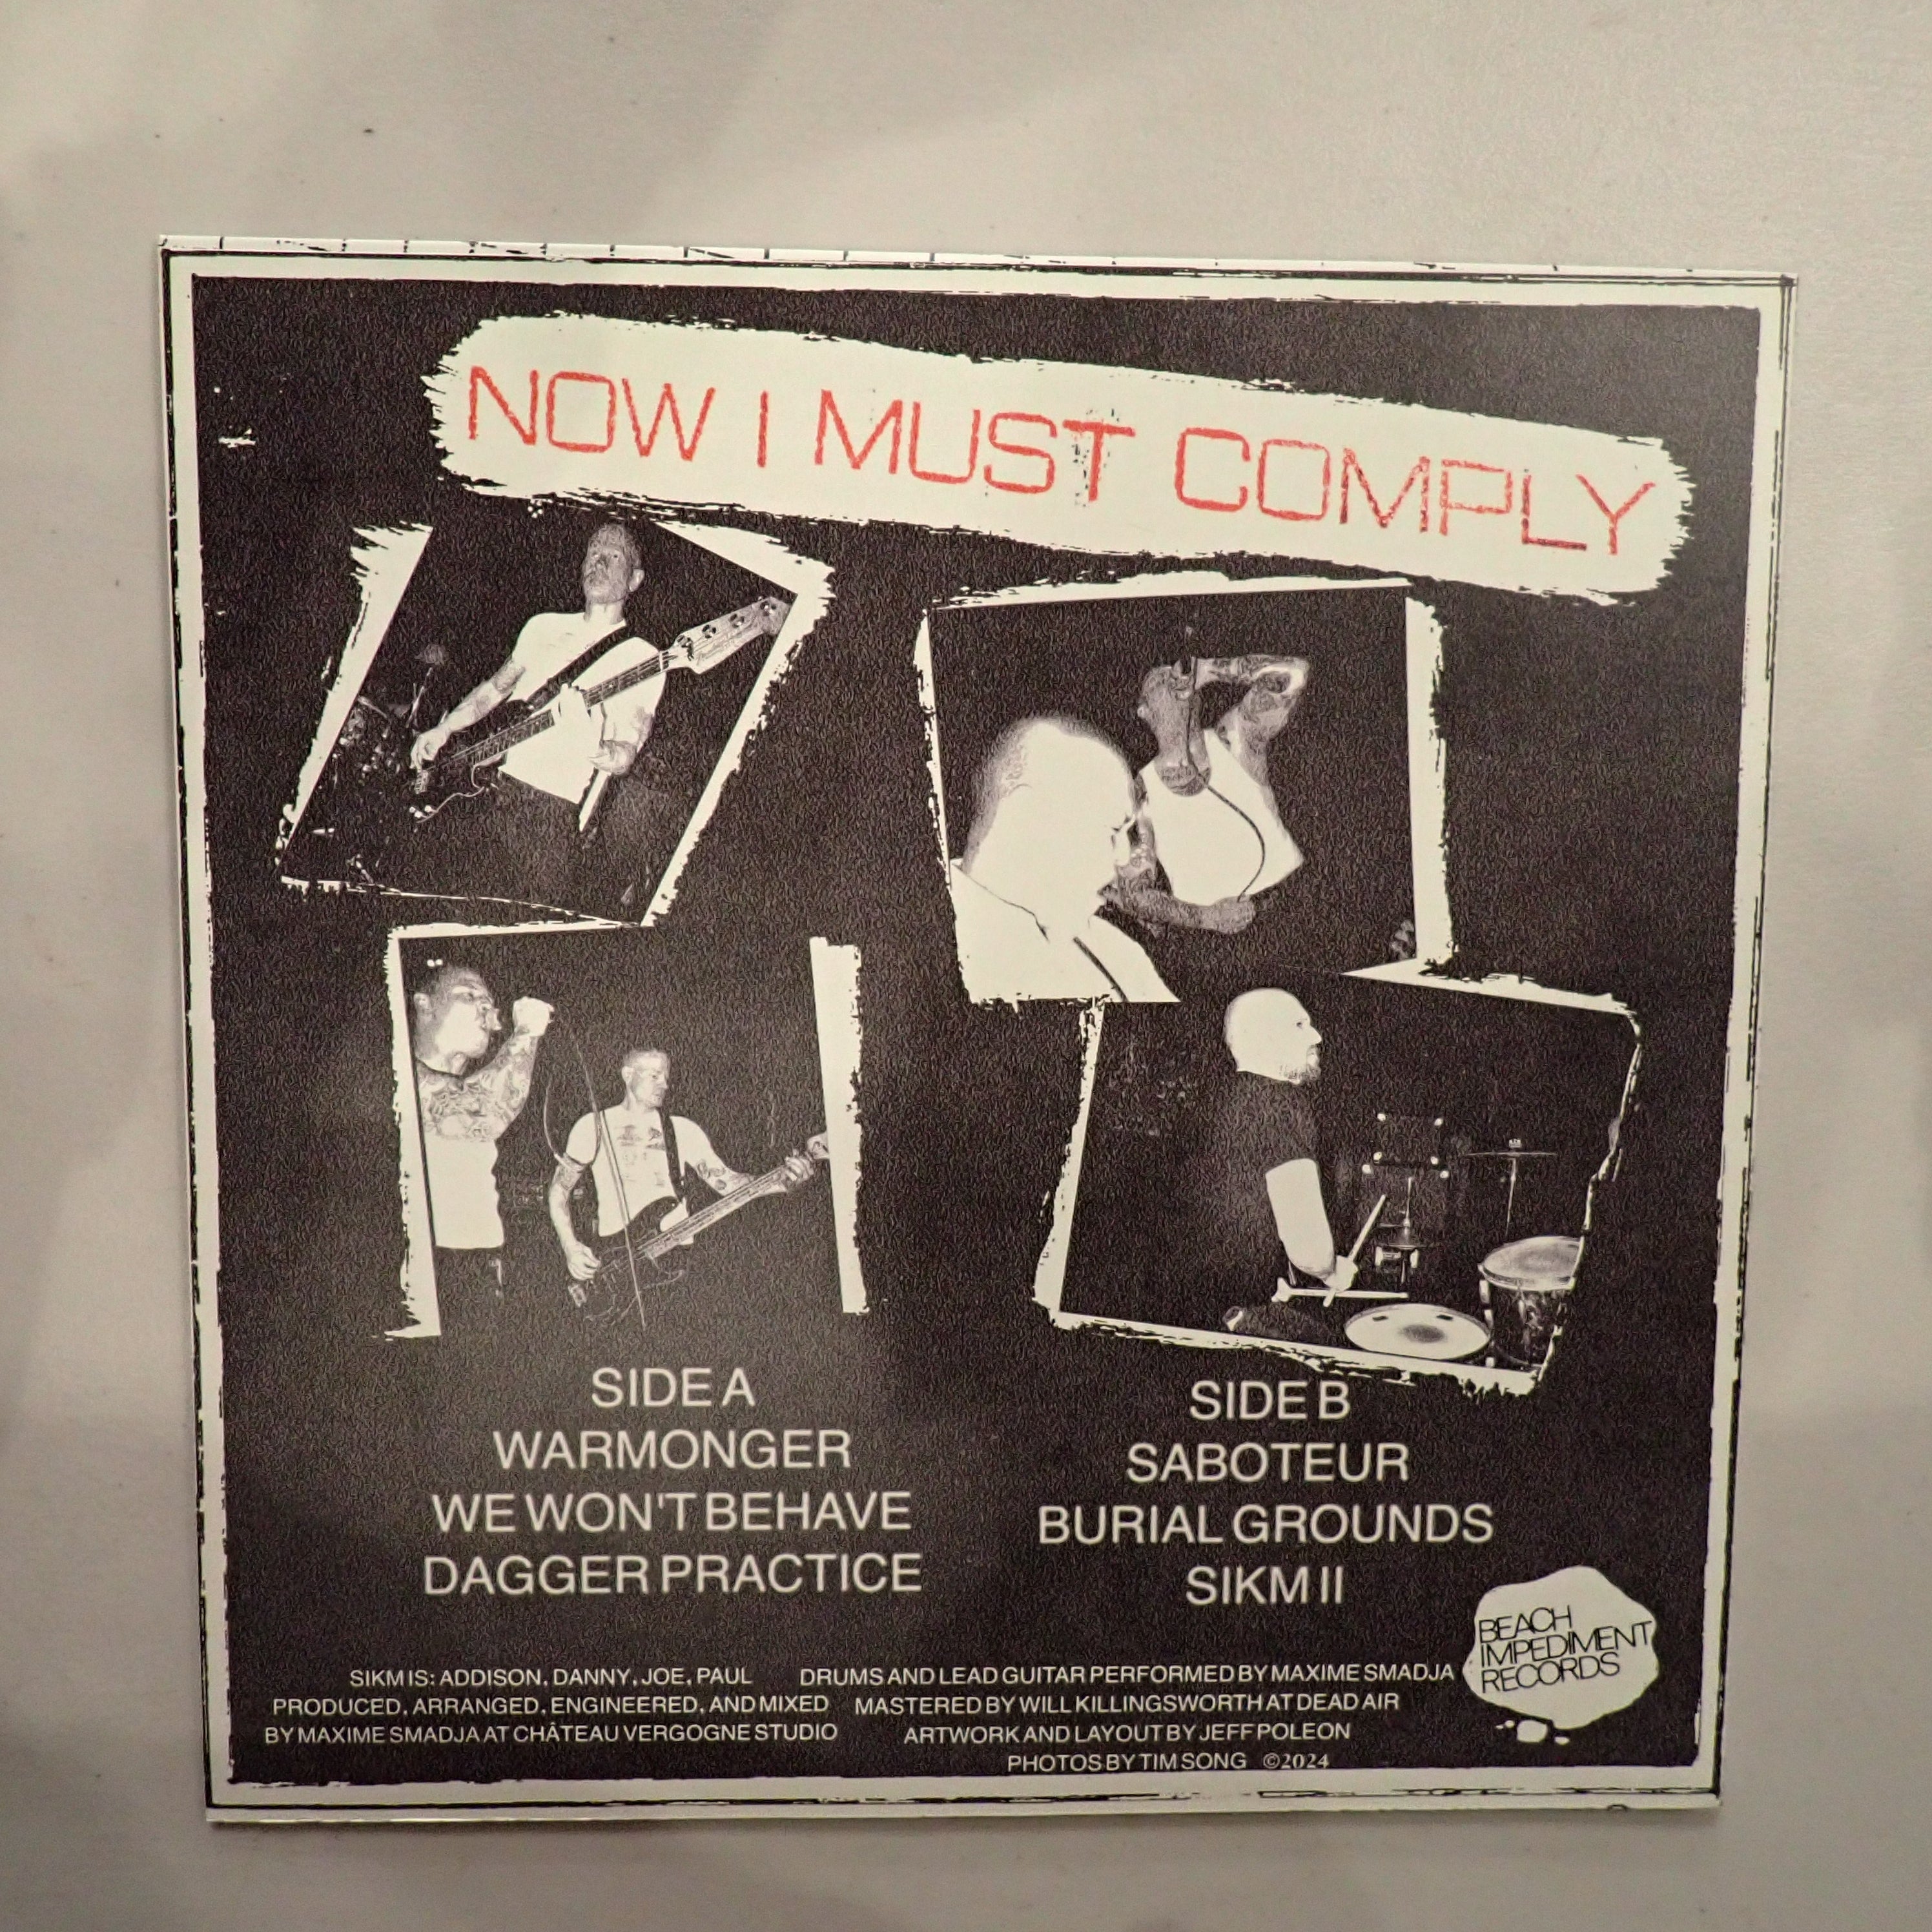 NOW I MUST COMPLY
SIDE A
WARMONGER
WE WON'T BEHAVE
DAGGER PRACTICE
SIDE B
SABOTEUR
BURIAL GROUNDS
SIKM II
BEACH
IMPEDIMENT
RECORDS
SIKM IS: ADDISON, DANNY, JOE, PAUL
PRODUCED, ARRANGED, ENGINEERED, AND MIXED
BY MAXIME SMADJA AT CHÂTEAU VERGOGNE STUDIO
DRUMS AND LEAD GUITAR PERFORMED BY MAXIME SMADJA
MASTERED BY WILL KILLINGSWORTH AT DEAD AIR
ARTWORK AND LAYOUT BY JEFF POLEON
PHOTOS BY TIM SONG ©2024